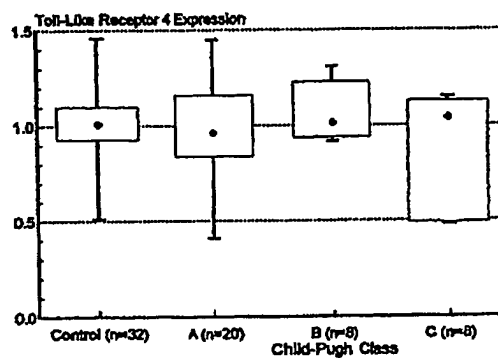 Toll-Like Receptor 4 Expression
1.5
1.0
0.5
0.0
Control (n=32) A (n=20) B (n=8) C (n=8)
Child-Pugh Class